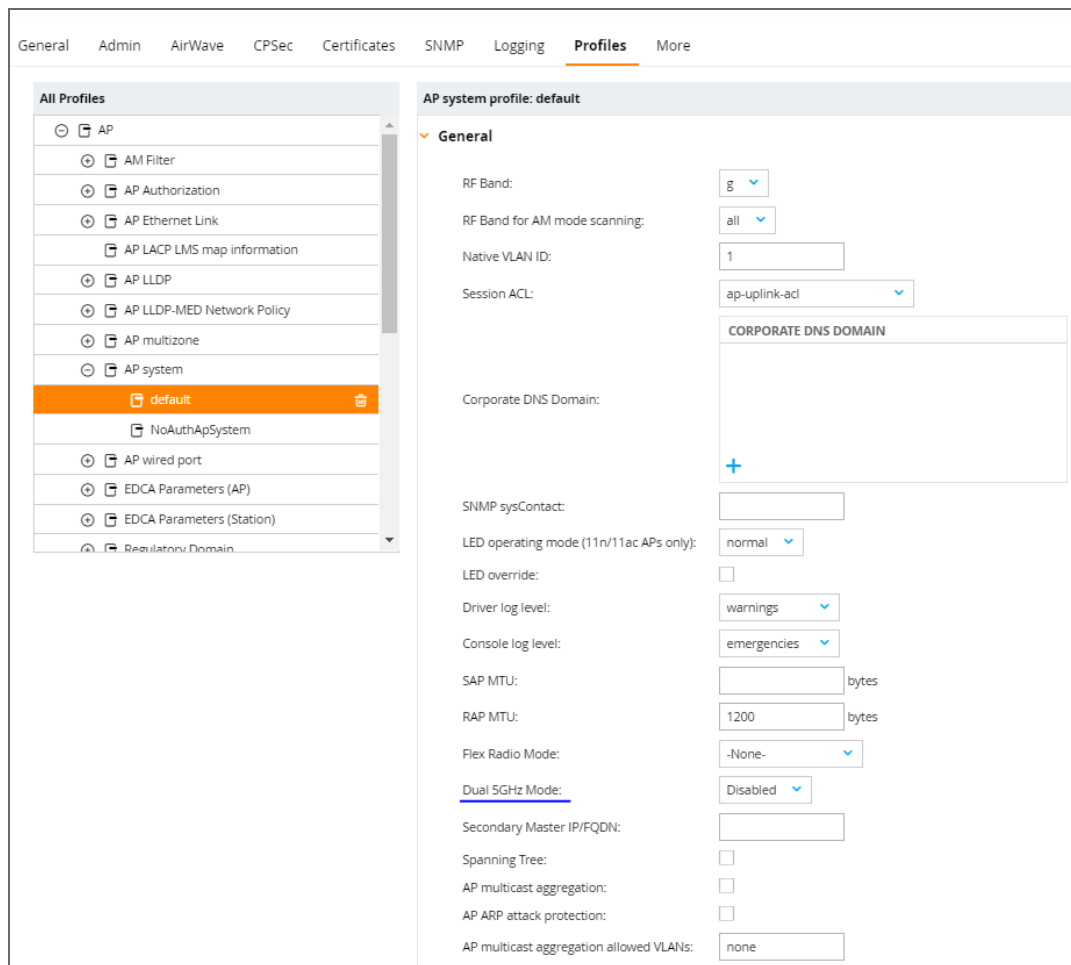 General Admin AirWave CPSec Certificates SNMP Logging Profiles More
All Profiles
AP
AM Filter
AP Authorization
AP Ethernet Link
AP LACP LMS map information
AP LLDP
AP LLDP-MED Network Policy
AP multizone
AP system
default
NoAuthApSystem
AP wired port
EDCA Parameters (AP)
EDCA Parameters (Station)
Regulatory Domain
AP system profile: default
General
RF Band: g
RF Band for AM mode scanning: all
Native VLAN ID: 1
Session ACL: ap-uplink-acl
CORPORATE DNS DOMAIN
Corporate DNS Domain:
SNMP sysContact:
LED operating mode (11n/11ac APs only): normal
LED override:
Driver log level: warnings
Console log level: emergencies
SAP MTU: bytes
RAP MTU: 1200 bytes
Flex Radio Mode: -None-
Dual 5GHz Mode: Disabled
Secondary Master IP/FQDN:
Spanning Tree:
AP multicast aggregation:
AP ARP attack protection:
AP multicast aggregation allowed VLANs: none